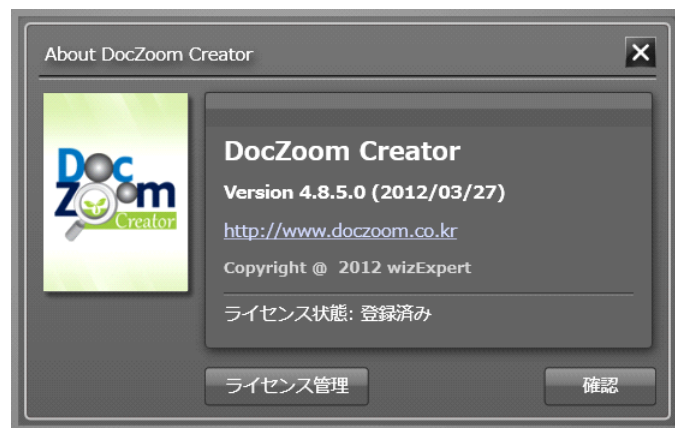 About DocZoom Creator
Doc
Zoom
Creator
DocZoom Creator
Version 4.8.5.0 (2012/03/27)
http://www.doczoom.co.kr
Copyright @ 2012 wizExpert
ライセンス状態: 登録済み
ライセンス管理
確認